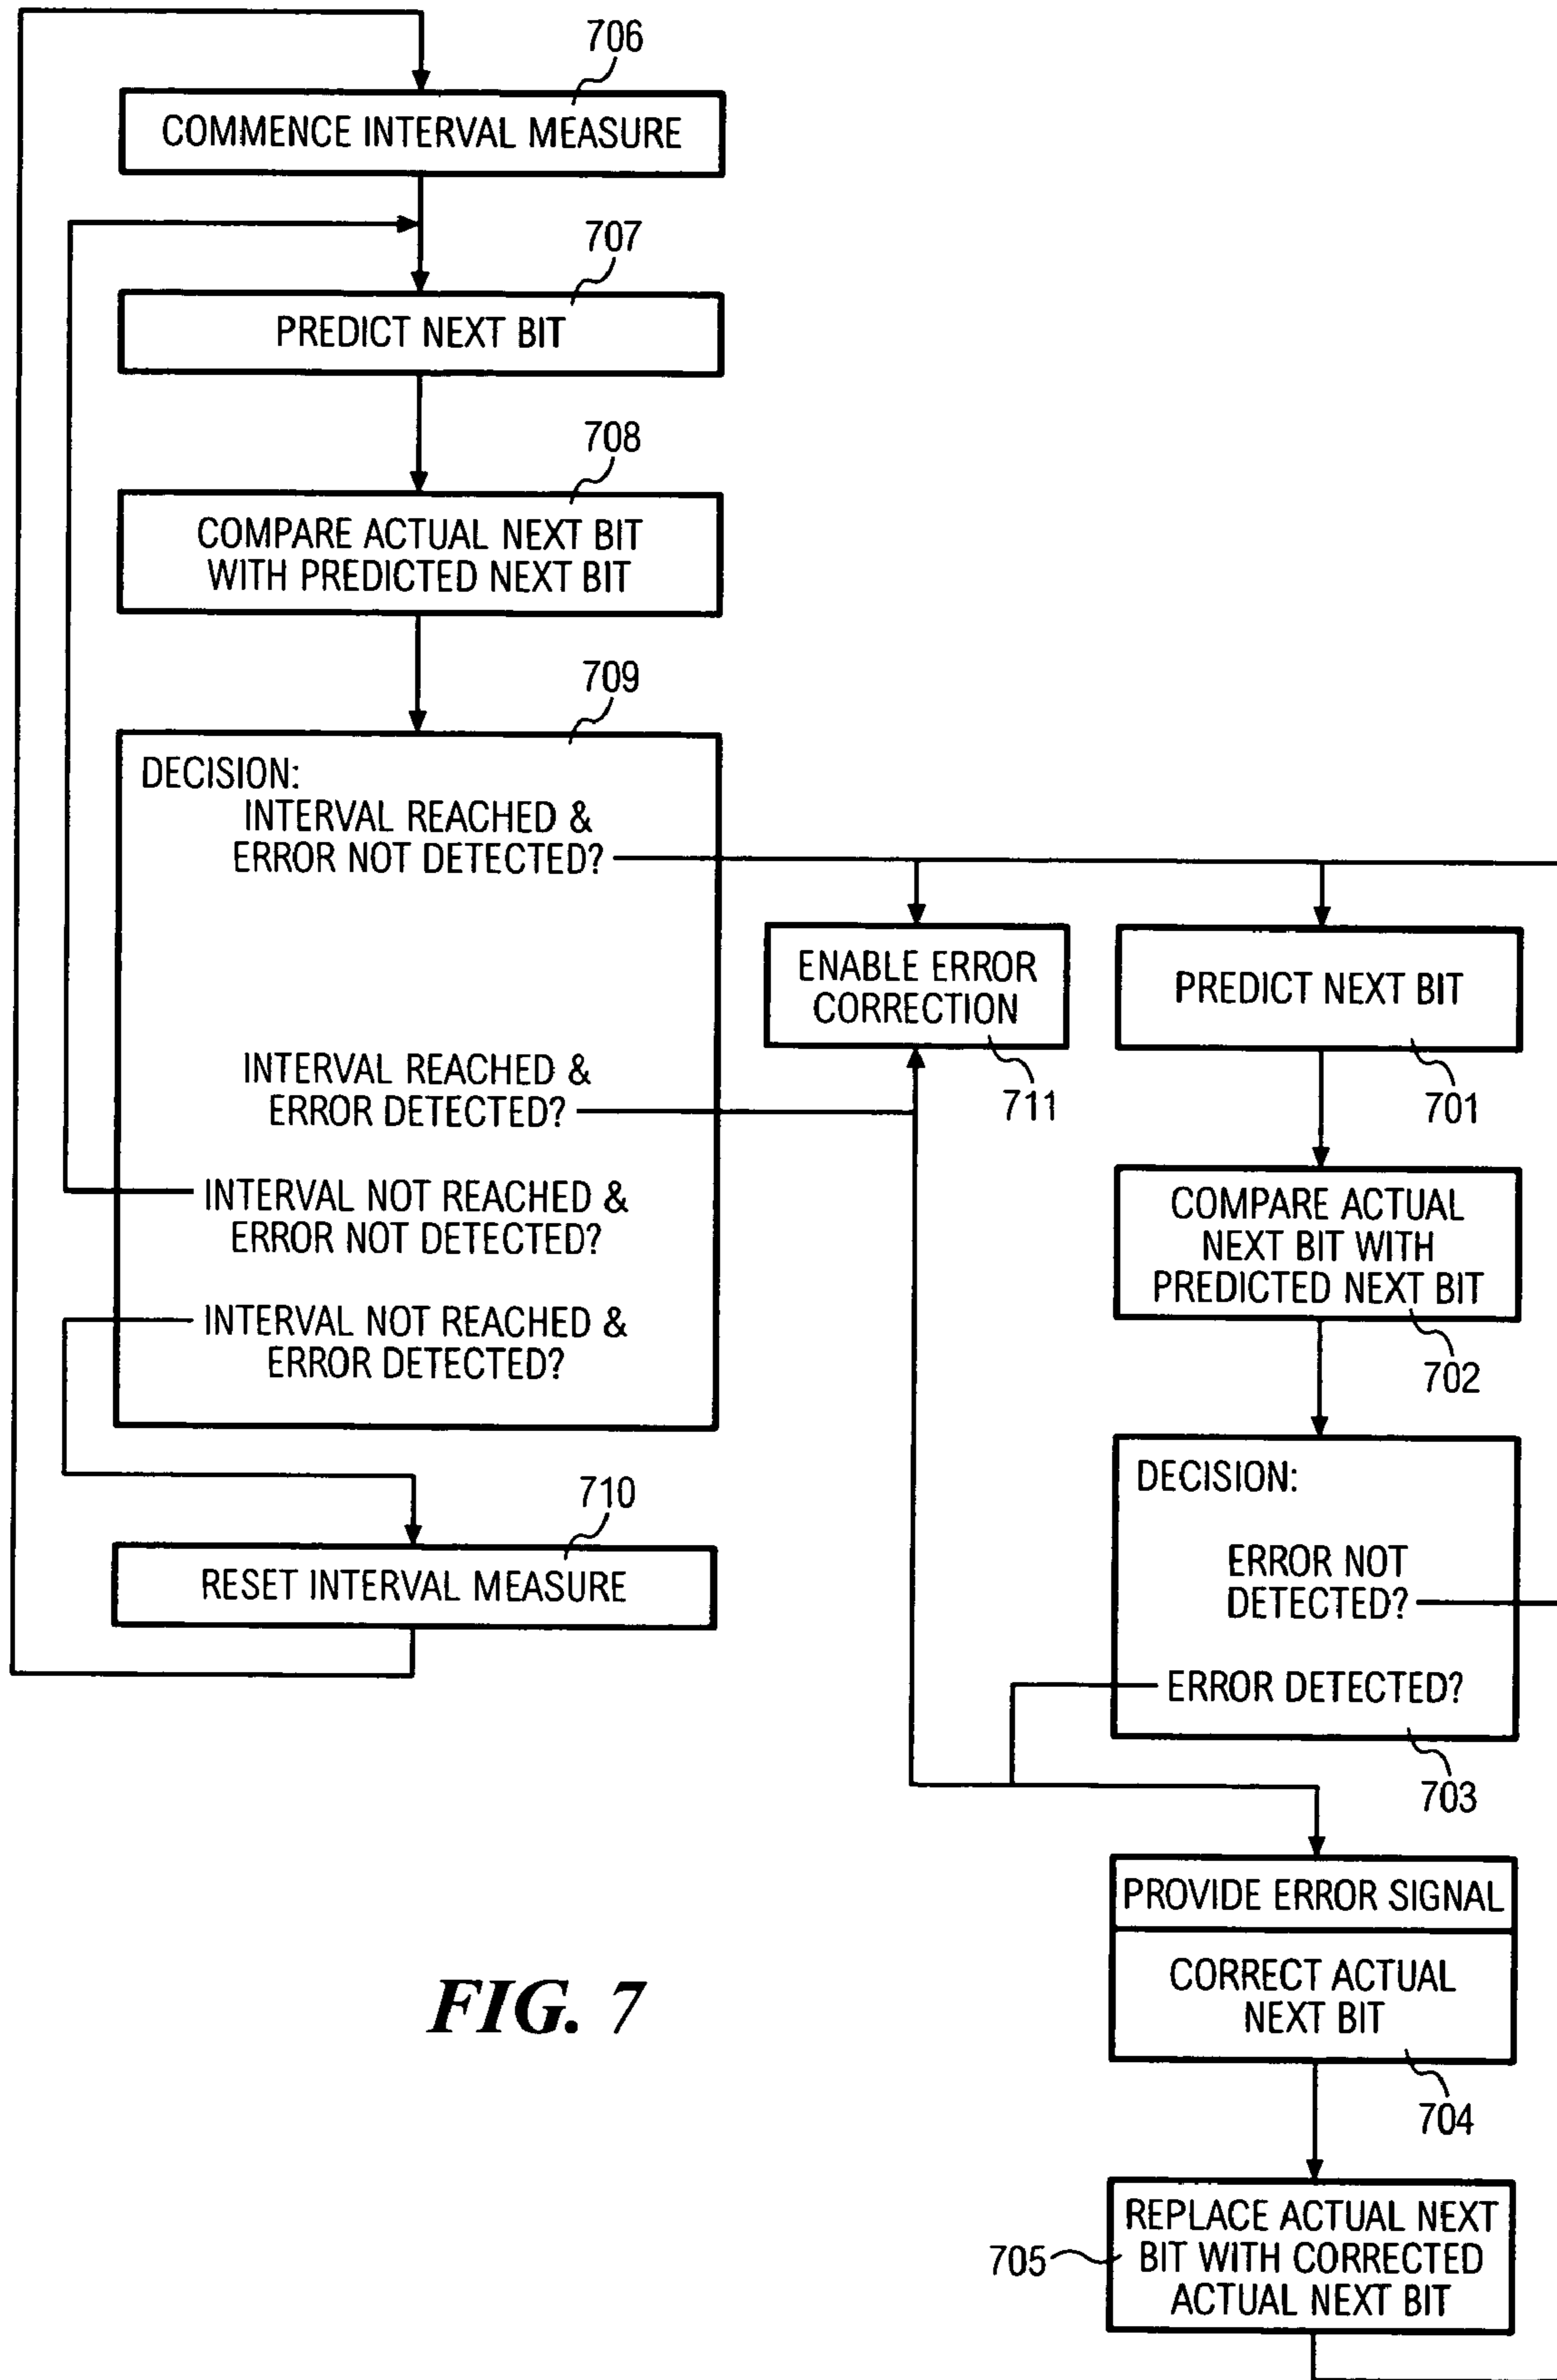 706
COMMENCE INTERVAL MEASURE
707
PREDICT NEXT BIT
708
COMPARE ACTUAL NEXT BIT
WITH PREDICTED NEXT BIT
709
DECISION:
INTERVAL REACHED &
ERROR NOT DETECTED?
INTERVAL REACHED &
ERROR DETECTED?
INTERVAL NOT REACHED &
ERROR NOT DETECTED?
INTERVAL NOT REACHED &
ERROR DETECTED?
710
RESET INTERVAL MEASURE
ENABLE ERROR
CORRECTION
711
PREDICT NEXT BIT
701
COMPARE ACTUAL
NEXT BIT WITH
PREDICTED NEXT BIT
702
DECISION:
ERROR NOT
DETECTED?
ERROR DETECTED?
703
PROVIDE ERROR SIGNAL
CORRECT ACTUAL
NEXT BIT
704
705
REPLACE ACTUAL NEXT
BIT WITH CORRECTED
ACTUAL NEXT BIT
FIG. 7